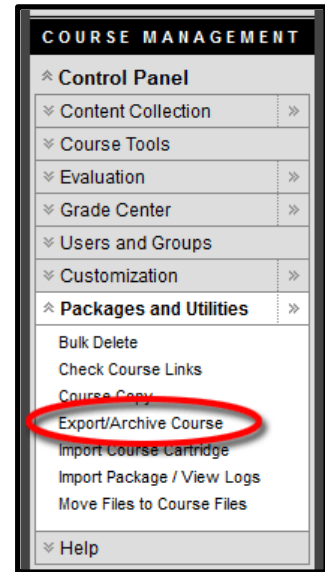 COURSE MANAGEMENT
Control Panel
Content Collection
Course Tools
Evaluation
Grade Center
Users and Groups
Customization
Packages and Utilities
Bulk Delete
Check Course Links
Course Copy
Export/Archive Course
Import Course Cartridge
Import Package / View Logs
Move Files to Course Files
Help